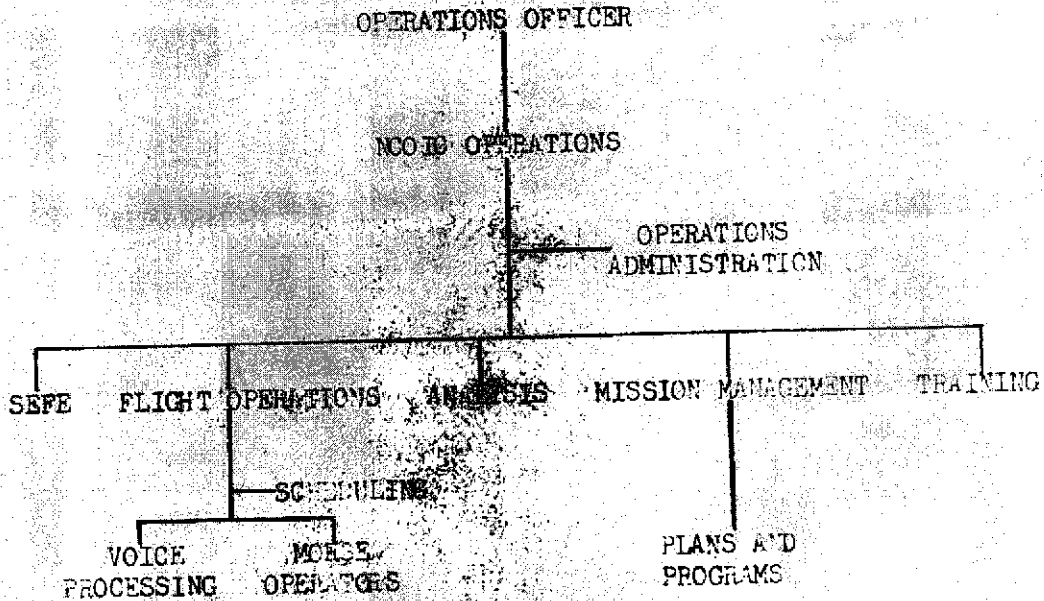 OPERATIONS OFFICER
NCOIC OPERATIONS
OPERATIONS
ADMINISTRATION
SEFE FLIGHT OPERATIONS ANALYSIS MISSION MANAGEMENT TRAINING
SCHEDULING
VOICE
PROCESSING
MORSE
OPERATORS
PLANS AND
PROGRAMS